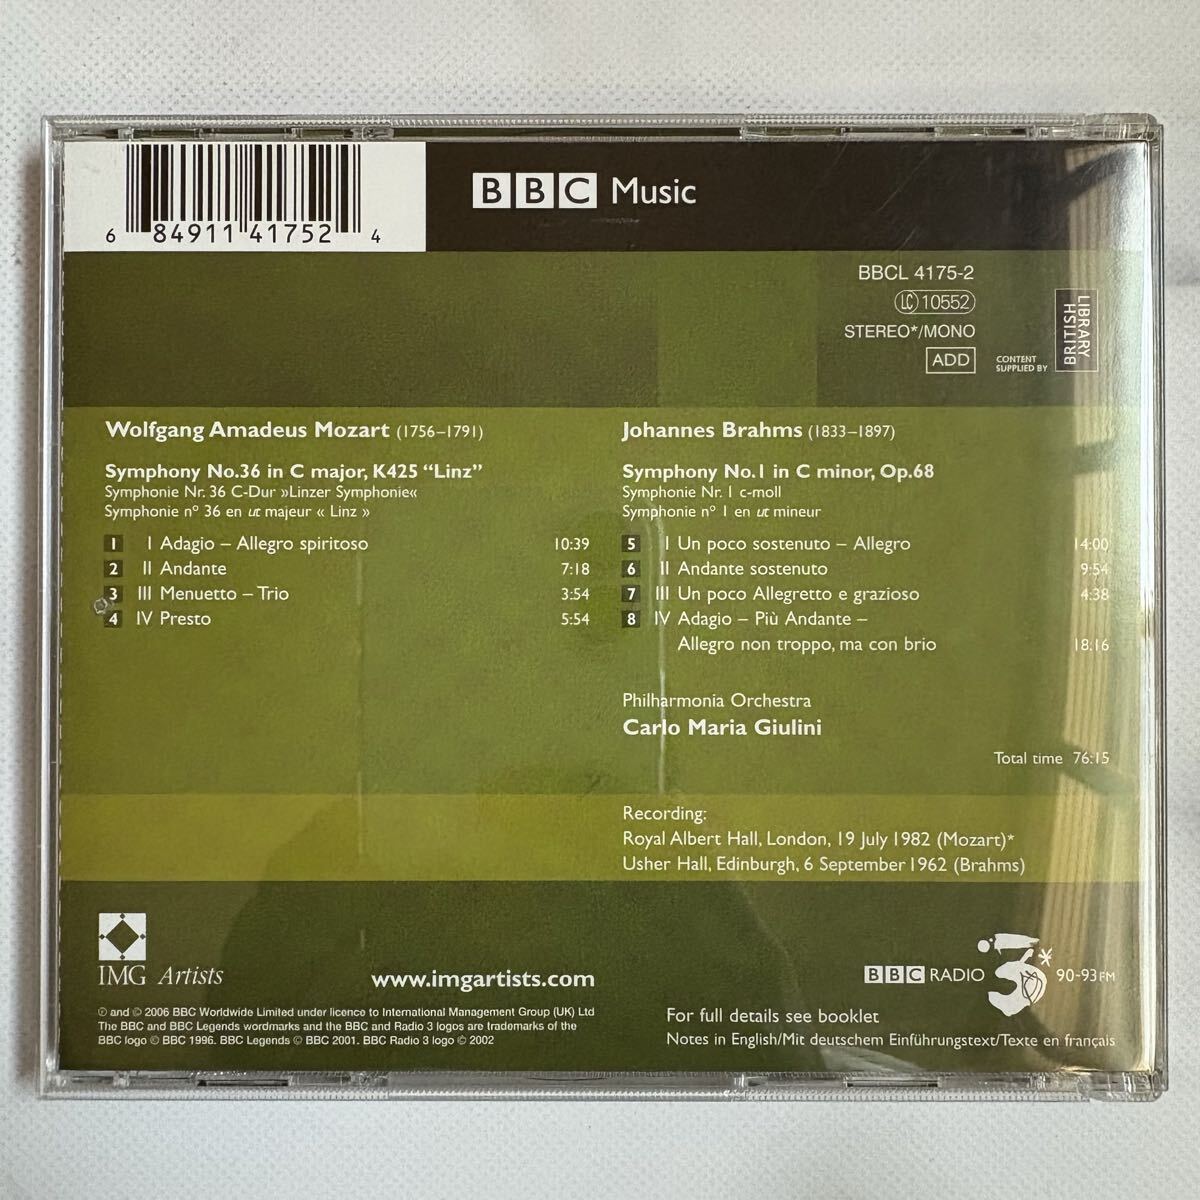 6 84911 41752 4
BBC Music
BBCL 4175-2
LC 10552
STEREO*/MONO
ADD
CONTENT
SUPPLIED BY
BRITISH
LIBRARY
Wolfgang Amadeus Mozart (1756–1791)
Symphony No.36 in C major, K425 “Linz”
Symphonie Nr. 36 C-Dur »Linzer Symphonie«
Symphonie nº 36 en ut majeur « Linz »
1 I Adagio – Allegro spiritoso 10:39
2 II Andante 7:18
3 III Menuetto – Trio 3:54
4 IV Presto 5:54
Johannes Brahms (1833–1897)
Symphony No.1 in C minor, Op.68
Symphonie Nr. 1 c-moll
Symphonie nº 1 en ut mineur
5 I Un poco sostenuto – Allegro 14:00
6 II Andante sostenuto 9:54
7 III Un poco Allegretto e grazioso 4:38
8 IV Adagio – Più Andante –
Allegro non troppo, ma con brio 18:16
Philharmonia Orchestra
Carlo Maria Giulini
Total time 76:15
Recording:
Royal Albert Hall, London, 19 July 1982 (Mozart)*
Usher Hall, Edinburgh, 6 September 1962 (Brahms)
IMG Artists
www.imgartists.com
BBC RADIO 3 90-93FM
℗ and © 2006 BBC Worldwide Limited under licence to International Management Group (UK) Ltd
The BBC and BBC Legends wordmarks and the BBC and Radio 3 logos are trademarks of the
BBC logo © BBC 1996. BBC Legends © BBC 2001. BBC Radio 3 logo © 2002
For full details see booklet
Notes in English/Mit deutschem Einführungstext/Texte en français